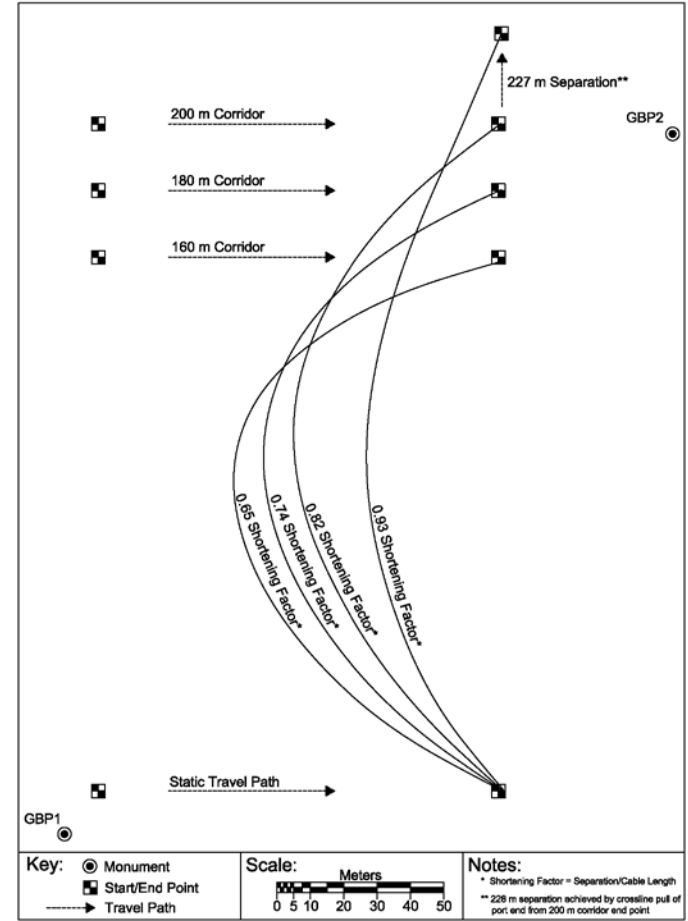 227 m Separation**
200 m Corridor
GBP2
180 m Corridor
160 m Corridor
0.65 Shortening Factor*
0.74 Shortening Factor*
0.82 Shortening Factor*
0.93 Shortening Factor*
Static Travel Path
GBP1
Key:
Monument
Start/End Point
Travel Path
Scale:
Meters
0 5 10 20 30 40 50
Notes:
* Shortening Factor = Separation/Cable Length
** 228 m separation achieved by crossline pull of
port end from 200 m corridor end point